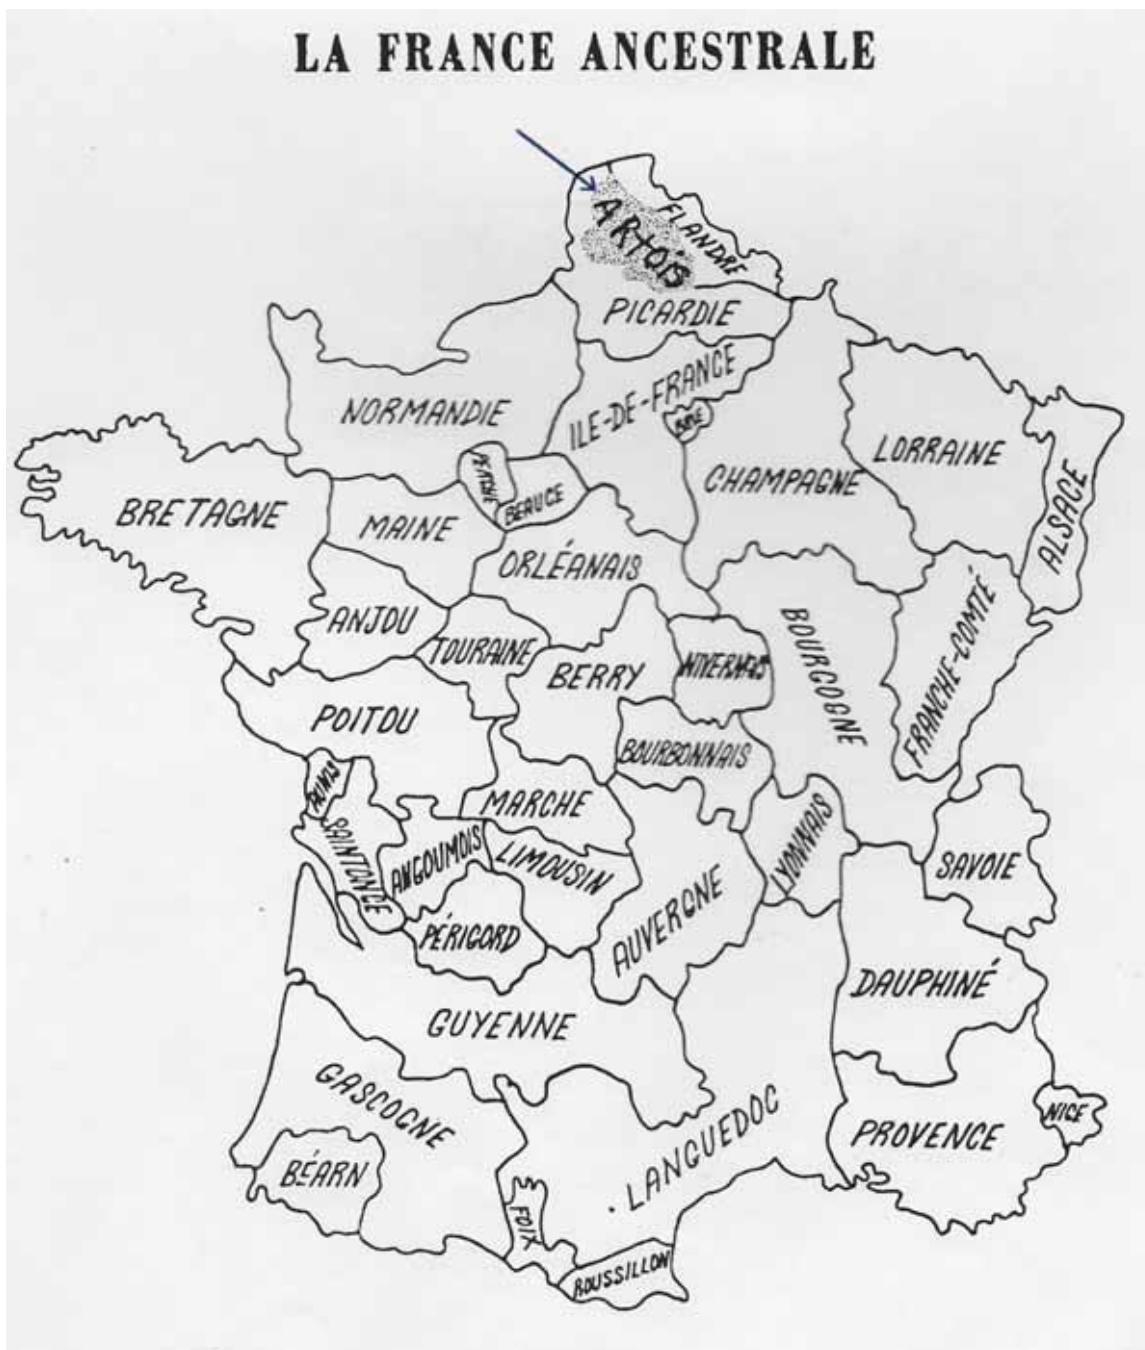 LA FRANCE ANCESTRALE
ARTOIS
FLANDRE
PICARDIE
NORMANDIE
ILE-DE-FRANCE
LORRAINE
CHAMPAGNE
ALSACE
PERCHE
BEAUCE
BRETAGNE
MAINE
ORLÉANAIS
ANJOU
TOURAINE
BERRY
NIVERNAIS
BOURGOGNE
FRANCHE-COMTÉ
POITOU
BOURBONNAIS
AUNIS
MARCHE
SAINTONGE
ANGOUMOIS
LIMOUSIN
LYONNAIS
SAVOIE
AUVERGNE
PÉRIGORD
DAUPHINÉ
GUYENNE
GASCOGNE
LANGUEDOC
PROVENCE
NICE
BÉARN
FOIX
ROUSSILLON